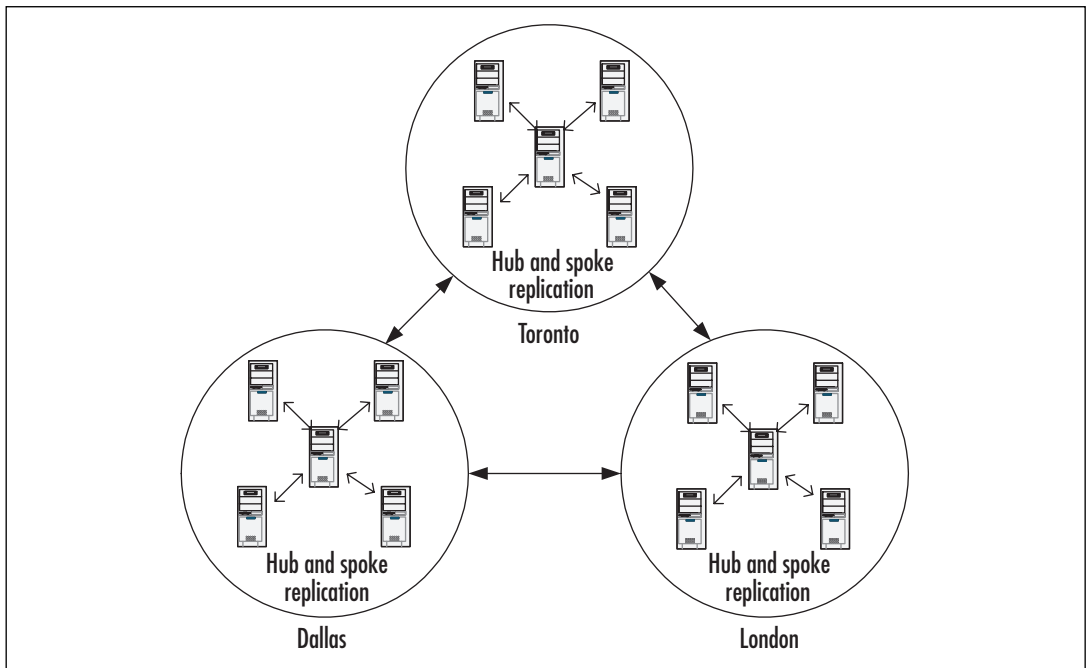 Hub and spoke
replication
Toronto
Hub and spoke
replication
Dallas
Hub and spoke
replication
London